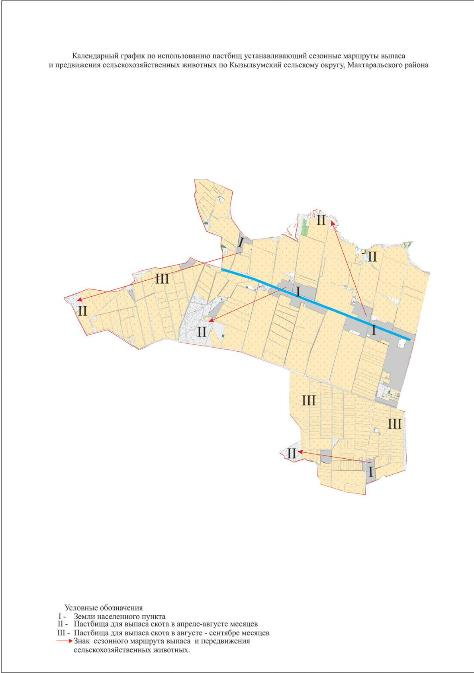 Календарный график по использованию пастбищ устанавливающий сезонные маршруты выпаса
и предвижения сельскохозяйственных животных по Кызылкумский сельскому округу, Мактаральского района
I
II
II
III
II
I
II
I
III
III
II
I
Условные обозначения
I - Земли населенного пункта
II - Пастбища для выпаса скота в апреле-августе месяцев
III - Пастбища для выпаса скота в августе - сентябре месяцев
Знак сезонного маршрута выпаса и передвижения
сельскохозяйственных животных.